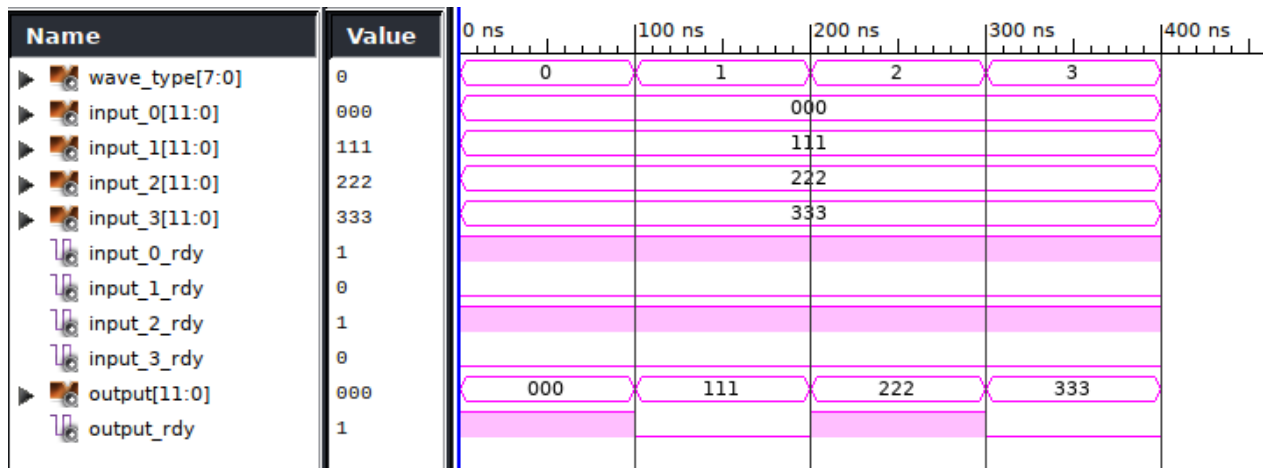 Name Value 0 ns 100 ns 200 ns 300 ns 400 ns
wave_type[7:0] 0 0 1 2 3
input_0[11:0] 000 000
input_1[11:0] 111 111
input_2[11:0] 222 222
input_3[11:0] 333 333
input_0_rdy 1
input_1_rdy 0
input_2_rdy 1
input_3_rdy 0
output[11:0] 000 000 111 222 333
output_rdy 1